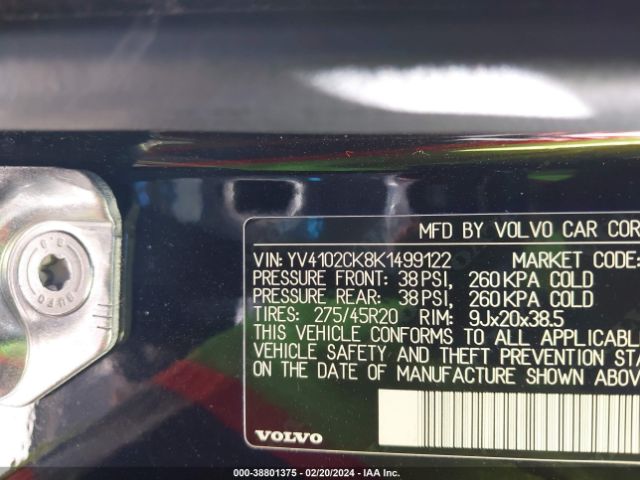 MFD BY VOLVO CAR COR
VIN: YV4102CK8K1499122 MARKET CODE:
PRESSURE FRONT: 38 PSI, 260 KPA COLD
PRESSURE REAR: 38 PSI, 260 KPA COLD
TIRES: 275/45R20 RIM: 9Jx20x38.5
THIS VEHICLE CONFORMS TO ALL APPLICABLE
VEHICLE SAFETY AND THEFT PREVENTION STA
ON THE DATE OF MANUFACTURE SHOWN ABOV
VOLVO
000-38801375 - 02/20/2024 - IAA Inc.